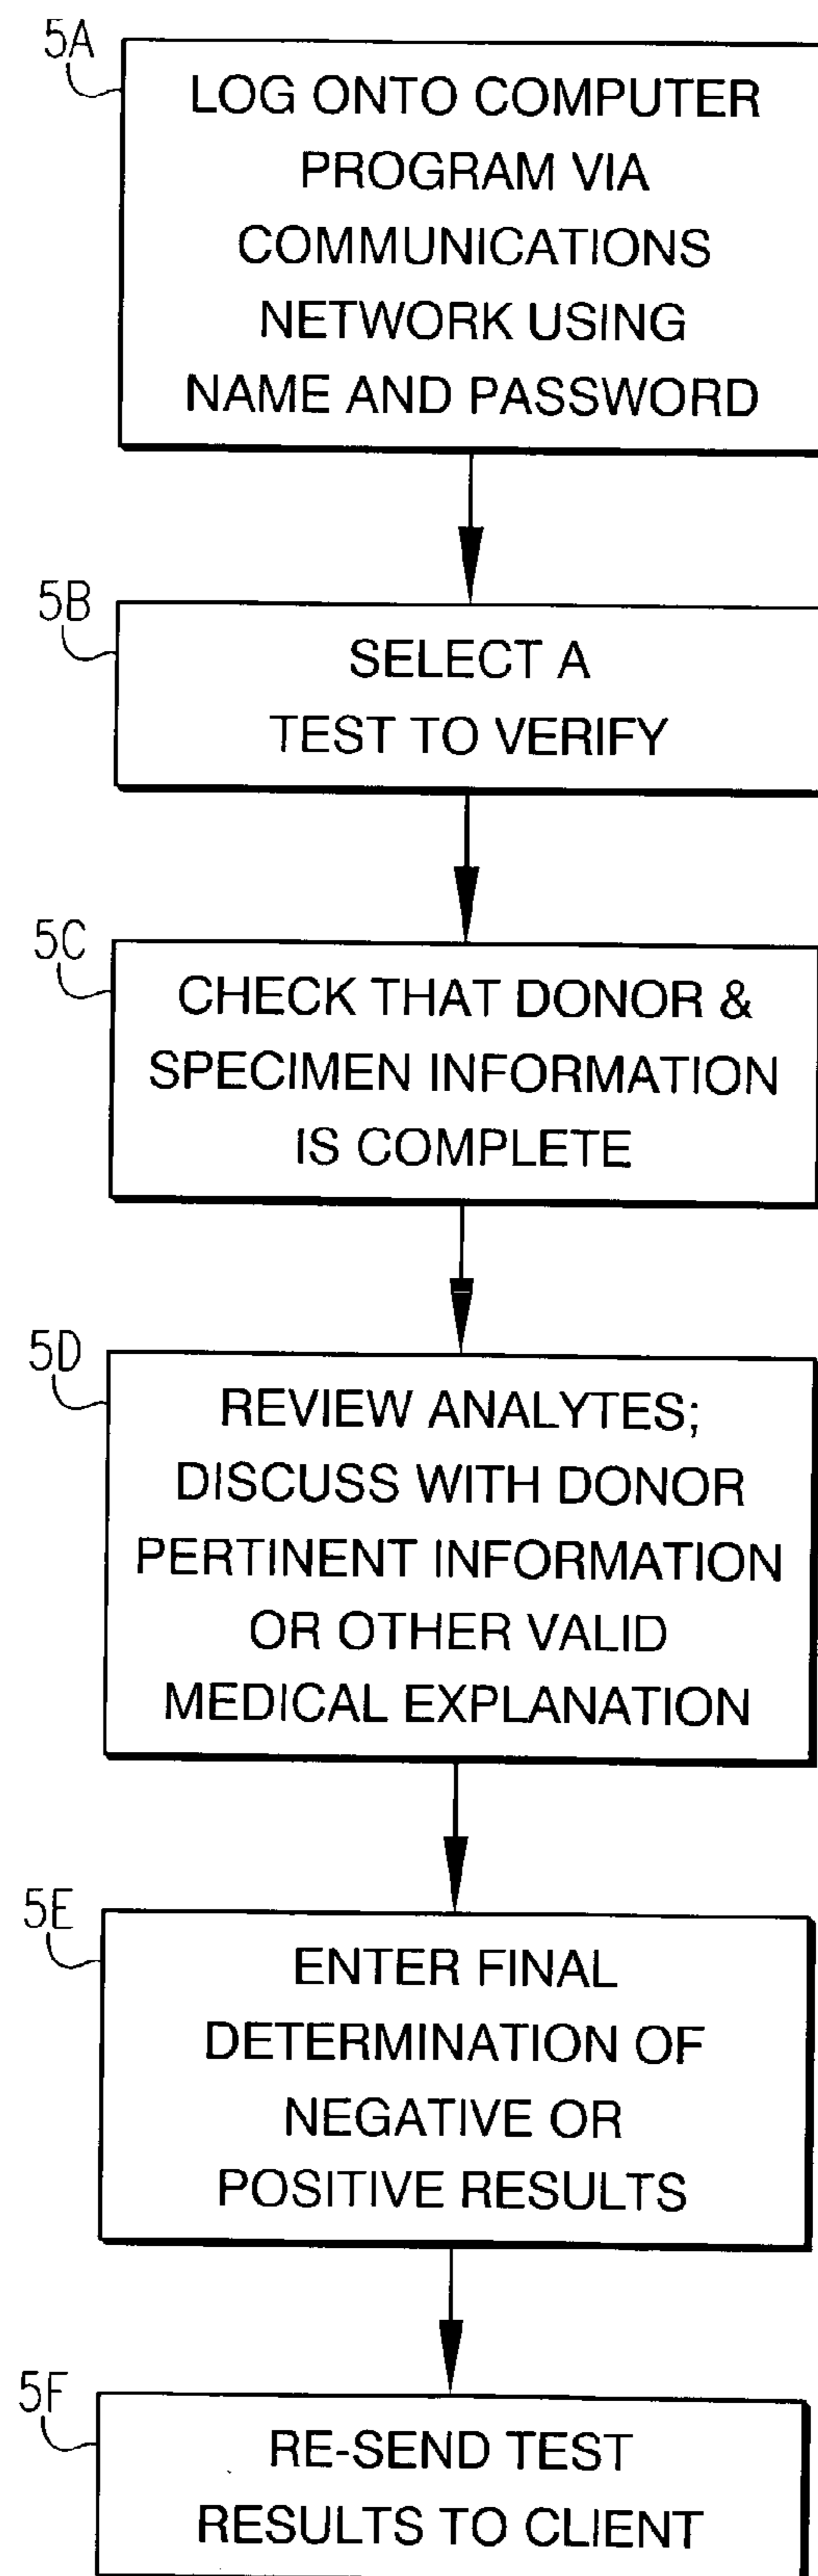 5A
LOG ONTO COMPUTER
PROGRAM VIA
COMMUNICATIONS
NETWORK USING
NAME AND PASSWORD
5B
SELECT A
TEST TO VERIFY
5C
CHECK THAT DONOR &
SPECIMEN INFORMATION
IS COMPLETE
5D
REVIEW ANALYTES;
DISCUSS WITH DONOR
PERTINENT INFORMATION
OR OTHER VALID
MEDICAL EXPLANATION
5E
ENTER FINAL
DETERMINATION OF
NEGATIVE OR
POSITIVE RESULTS
5F
RE-SEND TEST
RESULTS TO CLIENT